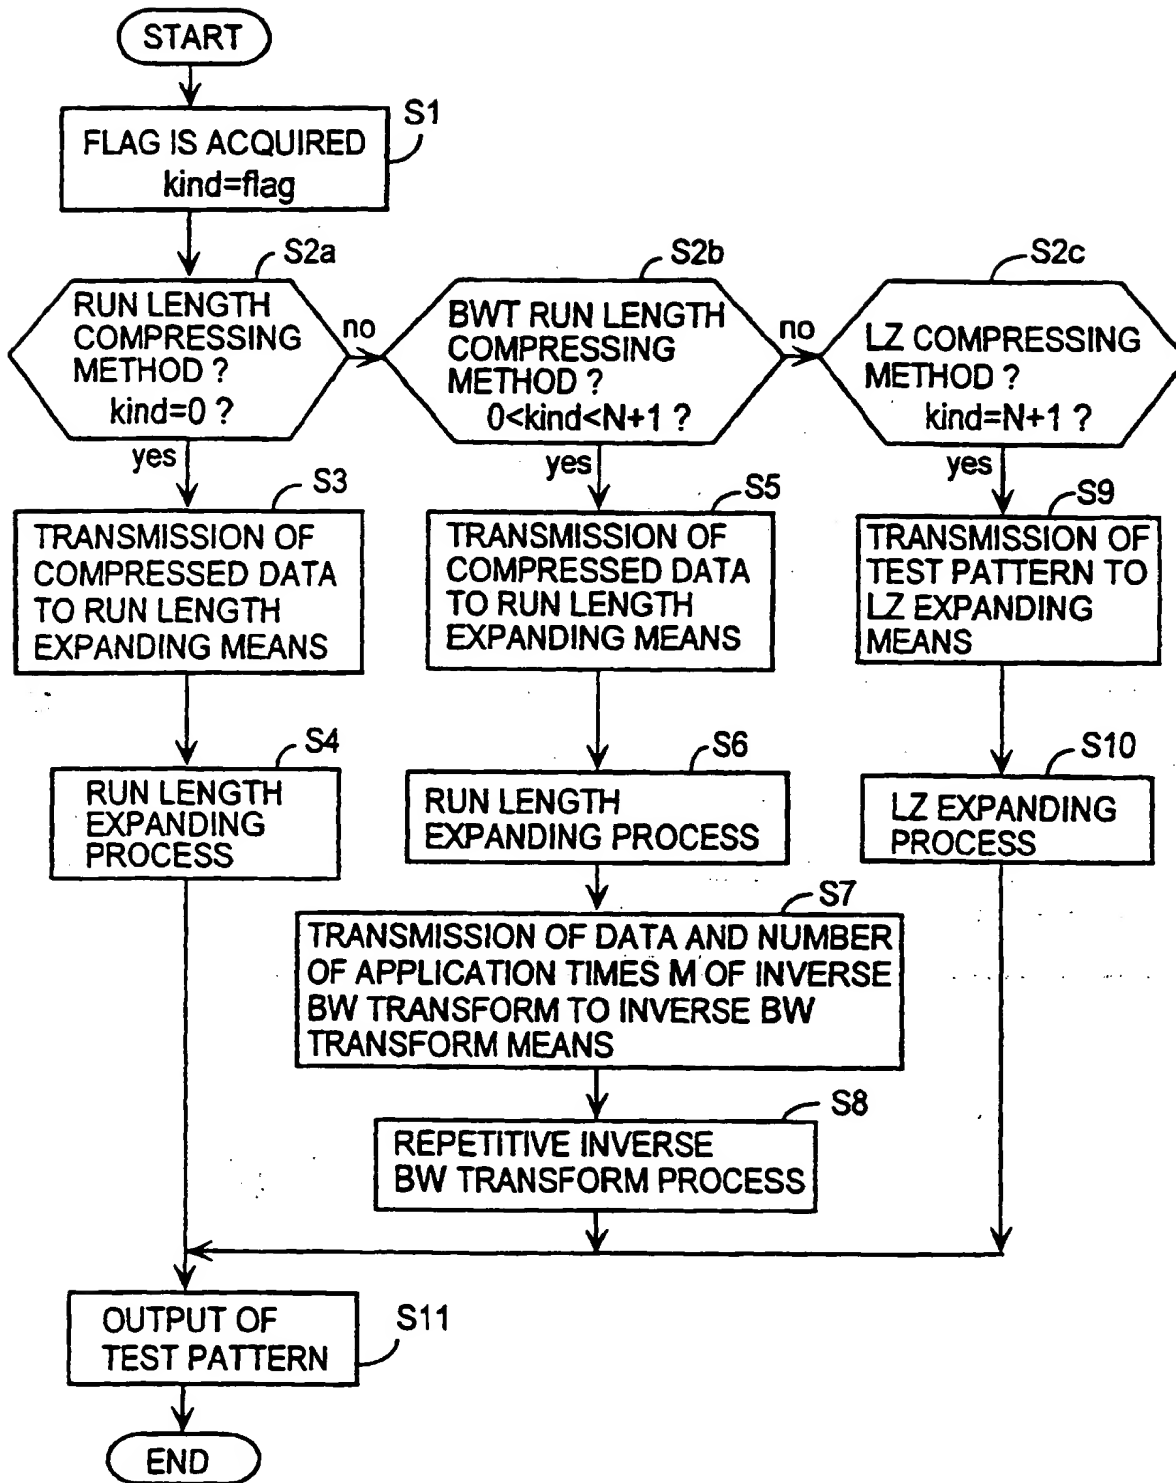 START
S1
FLAG IS ACQUIRED
kind=flag
S2a
RUN LENGTH
COMPRESSING
METHOD ?
kind=0 ?
no
yes
S2b
BWT RUN LENGTH
COMPRESSING
METHOD ?
0<kind<N+1 ?
no
yes
S2c
LZ COMPRESSING
METHOD ?
kind=N+1 ?
yes
S3
TRANSMISSION OF
COMPRESSED DATA
TO RUN LENGTH
EXPANDING MEANS
S5
TRANSMISSION OF
COMPRESSED DATA
TO RUN LENGTH
EXPANDING MEANS
S9
TRANSMISSION OF
TEST PATTERN TO
LZ EXPANDING
MEANS
S4
RUN LENGTH
EXPANDING
PROCESS
S6
RUN LENGTH
EXPANDING PROCESS
S10
LZ EXPANDING
PROCESS
S7
TRANSMISSION OF DATA AND NUMBER
OF APPLICATION TIMES M OF INVERSE
BW TRANSFORM TO INVERSE BW
TRANSFORM MEANS
S8
REPETITIVE INVERSE
BW TRANSFORM PROCESS
S11
OUTPUT OF
TEST PATTERN
END